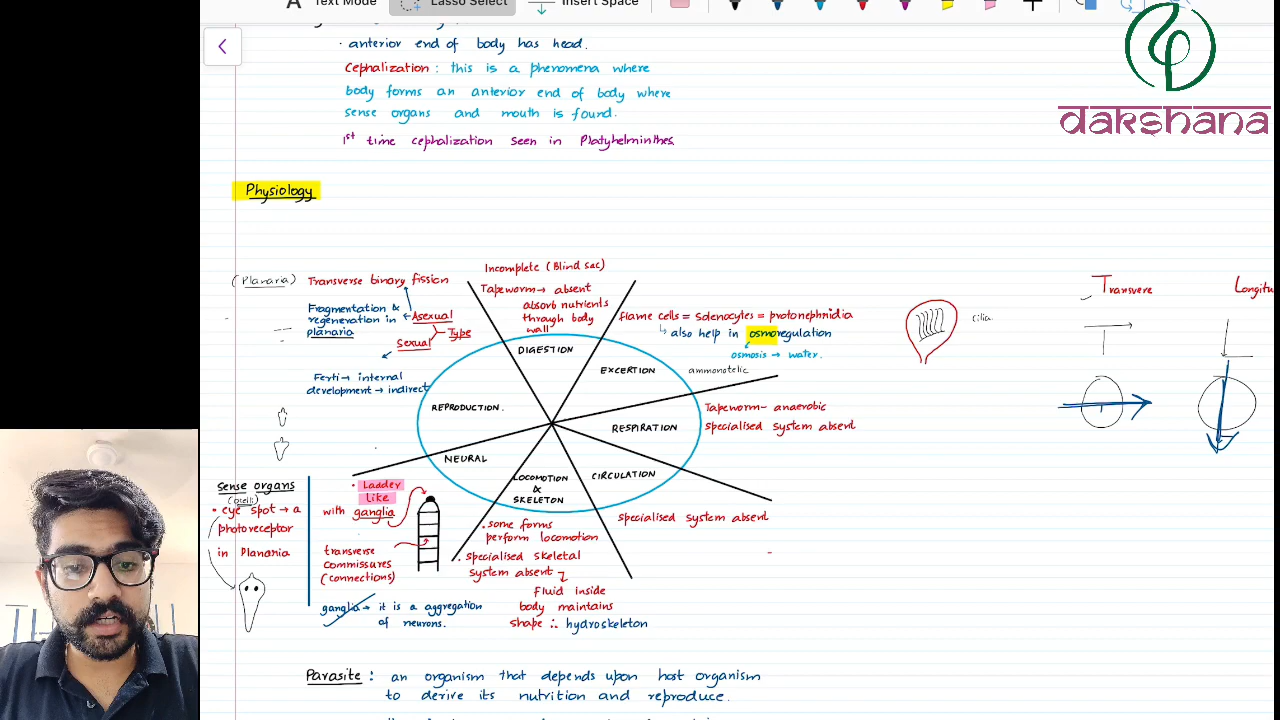 Text Mode
Lasso Select
Insert Space
dakshana
· anterior end of body has head.
Cephalization : this is a phenomena where
body forms an anterior end of body where
sense organs and mouth is found.
1st time cephalization seen in Platyhelminthes.
Physiology
Incomplete (Blind sac)
Tapeworm → absent
absorb nutrients
through body
wall
DIGESTION
flame cells = solenocytes = protonephridia
↳ also help in osmoregulation
osmosis → water.
EXCERTION
ammonotelic
cilia
Transvere
Longitu
Tapeworm- anaerobic
specialised system absent
RESPIRATION
CIRCULATION
specialised system absent
LOCOMOTION
&
SKELETON
· some forms
perform locomotion
· specialised skeletal
system absent
Fluid inside
body maintains
shape ∴ hydroskeleton
NEURAL
· Ladder
like
with ganglia
transverse
commissures
(connections)
ganglia → it is a aggregation
of neurons.
Sense organs
(ocelli)
· eye spot → a
photoreceptor
in Planaria
REPRODUCTION.
(Planaria) Transverse binary fission
Fragmentation &
regeneration in
planaria
Asexual
Type
Sexual
Ferti → internal
development → indirect
Parasite : an organism that depends upon host organism
to derive its nutrition and reproduce.